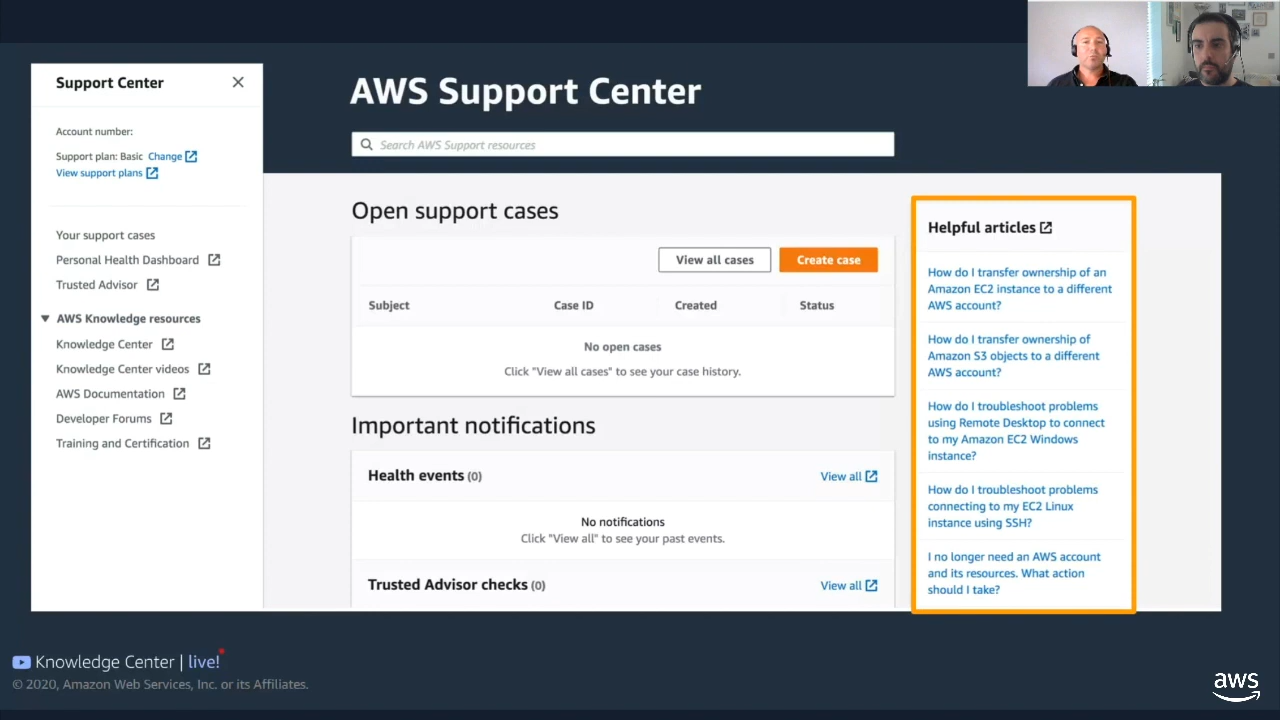 Support Center
Account number:
Support plan: Basic Change
View support plans
Your support cases
Personal Health Dashboard
Trusted Advisor
AWS Knowledge resources
Knowledge Center
Knowledge Center videos
AWS Documentation
Developer Forums
Training and Certification
AWS Support Center
Search AWS Support resources
Open support cases
View all cases
Create case
Subject Case ID Created Status
No open cases
Click "View all cases" to see your case history.
Important notifications
Health events (0)
View all
No notifications
Click "View all" to see your past events.
Trusted Advisor checks (0)
View all
Helpful articles
How do I transfer ownership of an
Amazon EC2 instance to a different
AWS account?
How do I transfer ownership of
Amazon S3 objects to a different
AWS account?
How do I troubleshoot problems
using Remote Desktop to connect
to my Amazon EC2 Windows
instance?
How do I troubleshoot problems
connecting to my EC2 Linux
instance using SSH?
I no longer need an AWS account
and its resources. What action
should I take?
Knowledge Center | live!
© 2020, Amazon Web Services, Inc. or its Affiliates.
aws